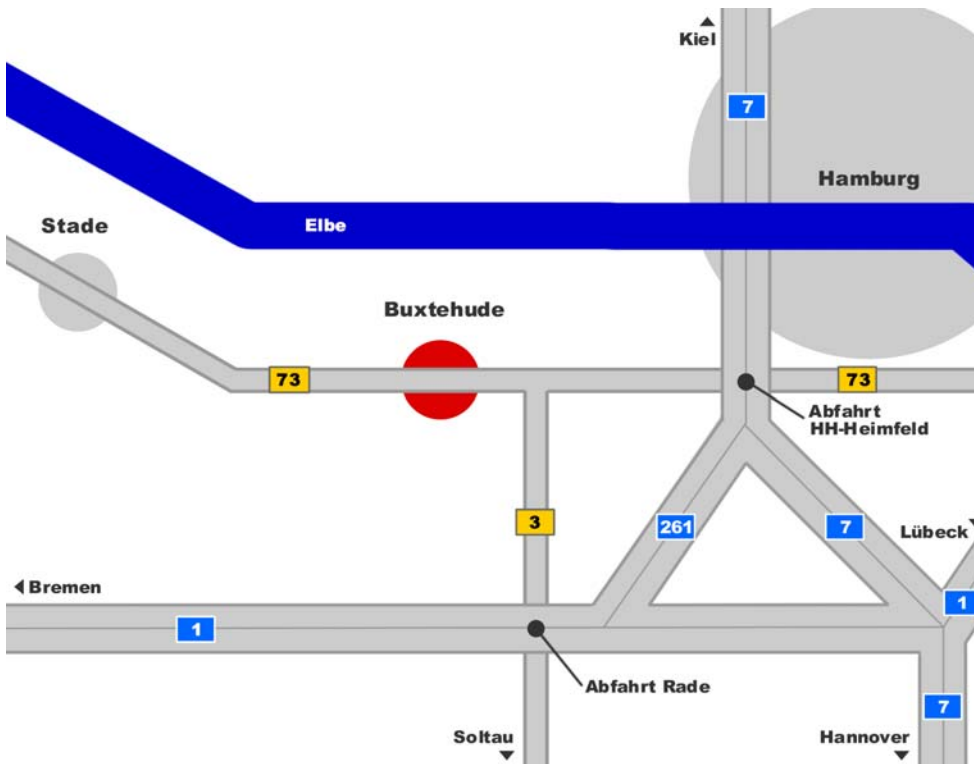 Kiel
7
Hamburg
Stade
Elbe
Buxtehude
73
73
Abfahrt
HH-Heimfeld
3
261
7
Lübeck
Bremen
1
1
Abfahrt Rade
7
Soltau
Hannover